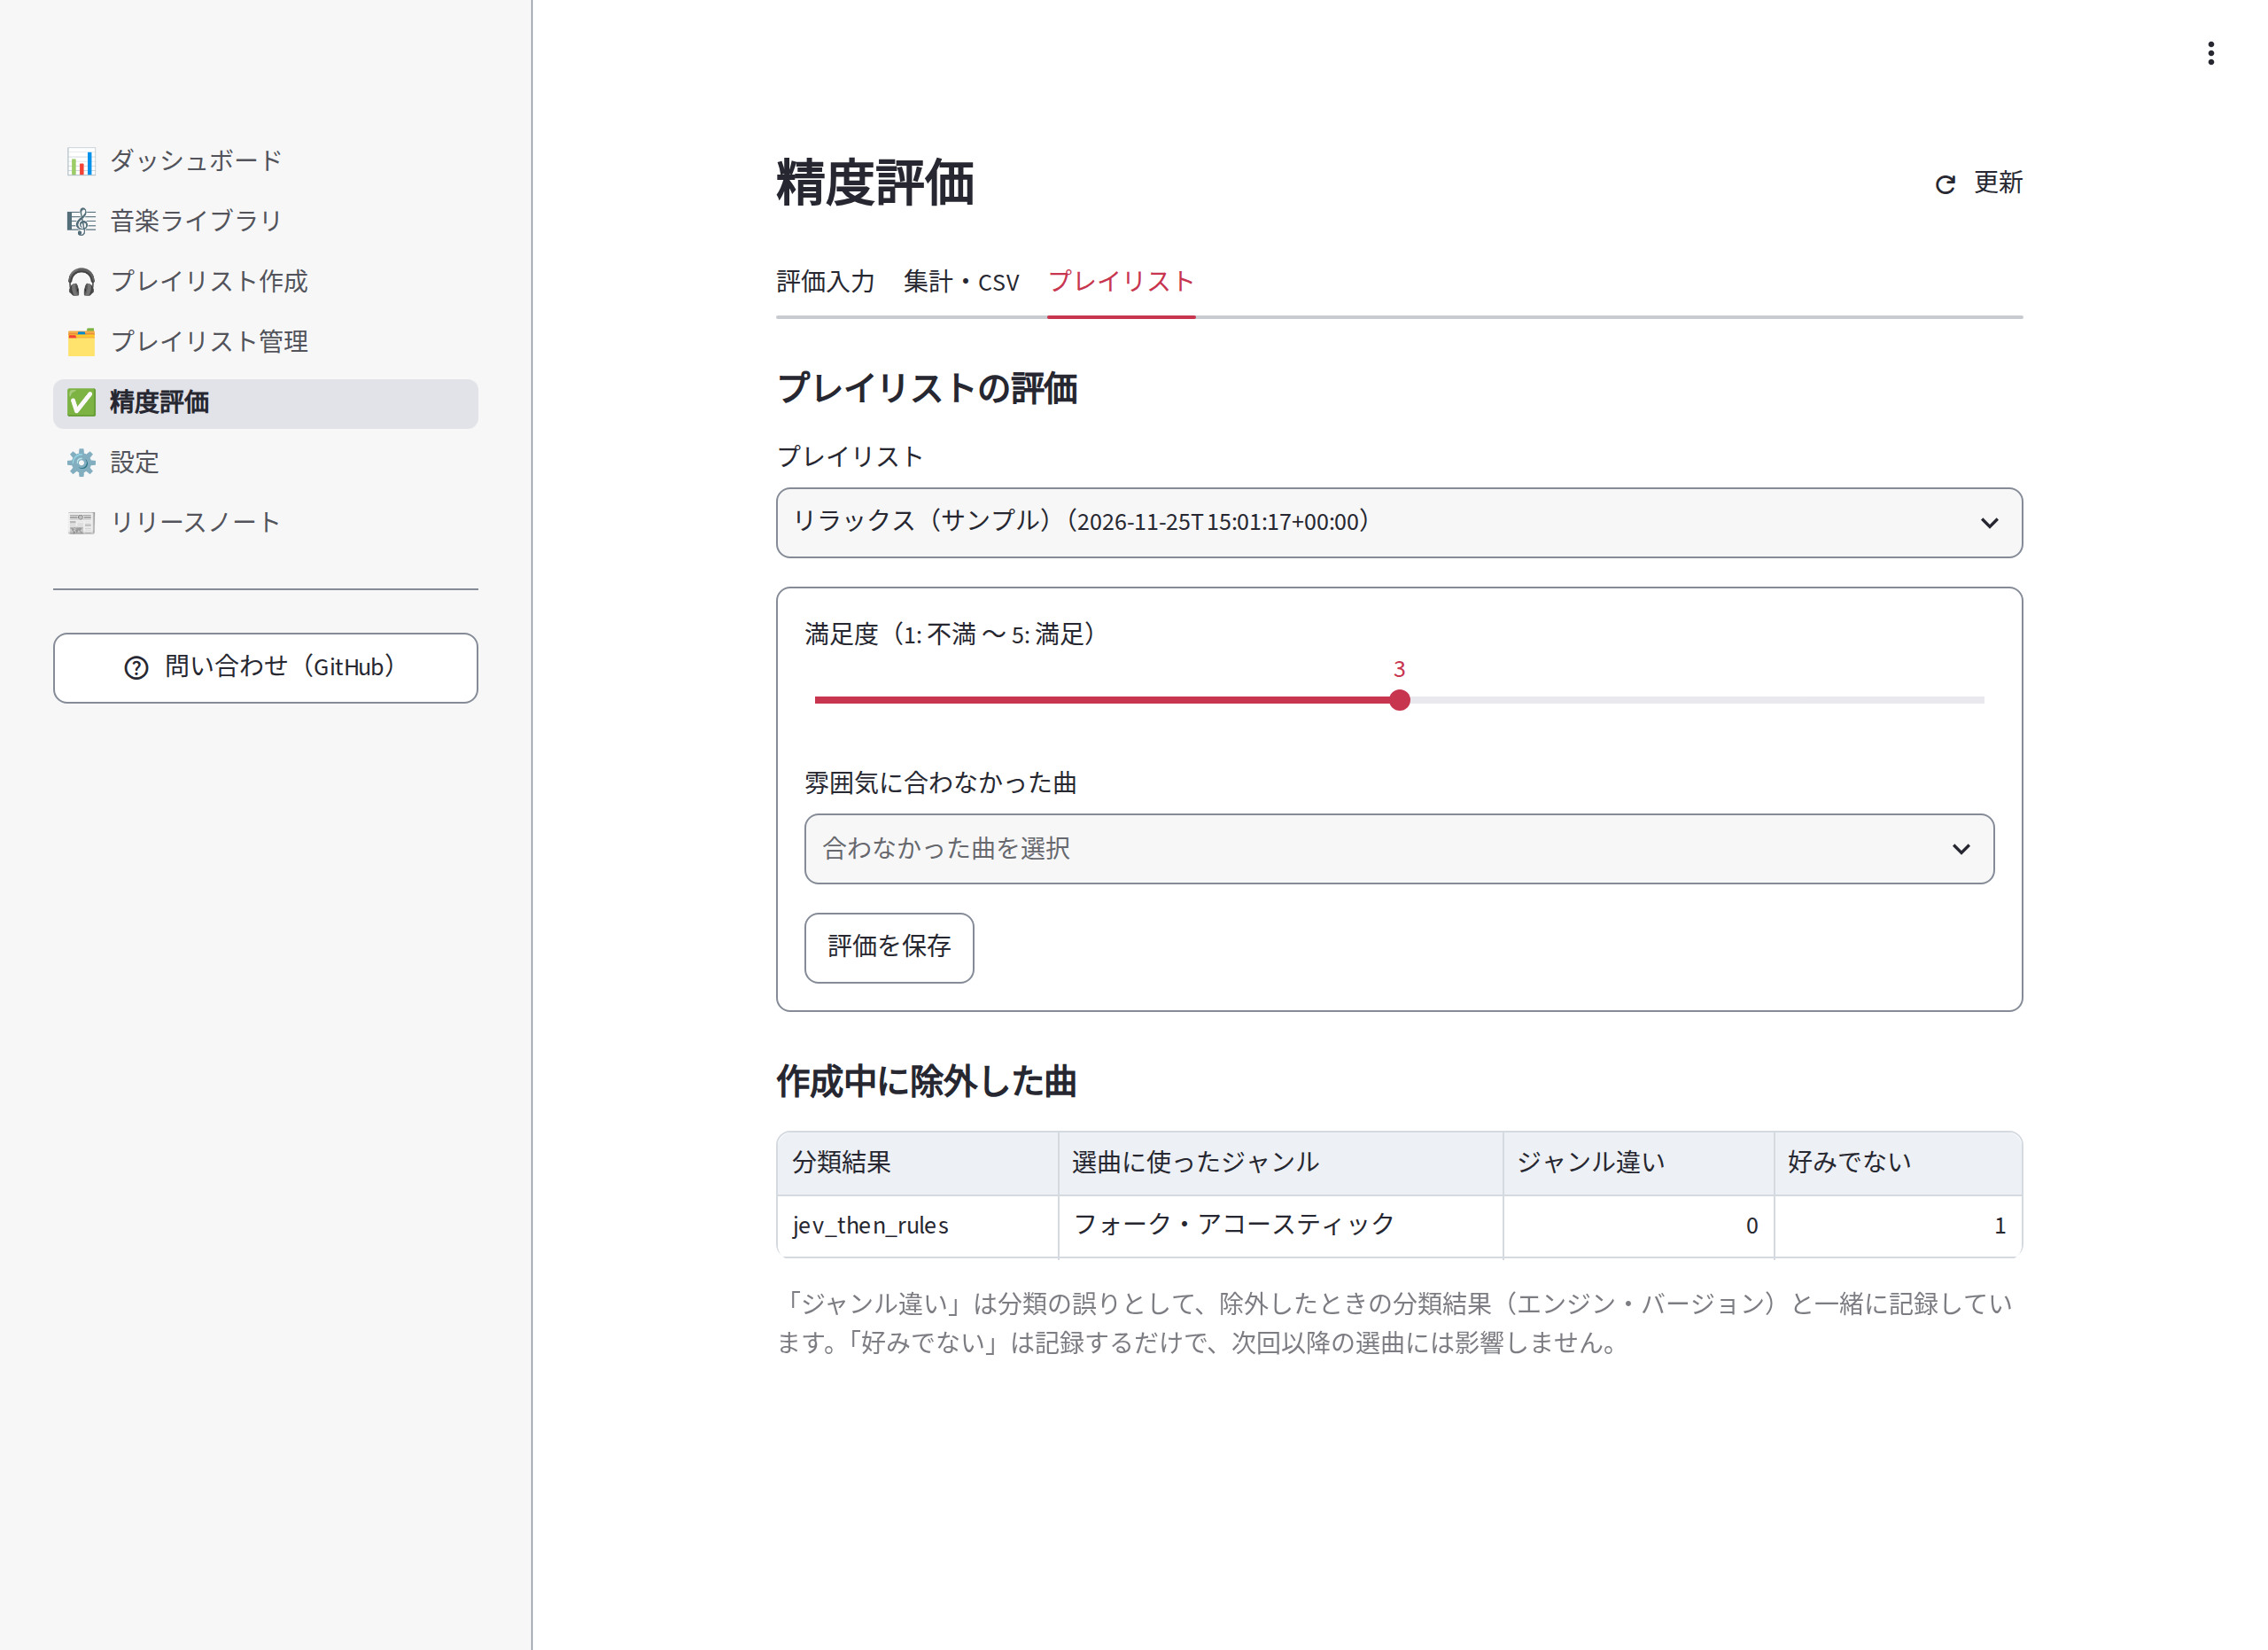 ダッシュボード
音楽ライブラリ
プレイリスト作成
プレイリスト管理
精度評価
設定
リリースノート
問い合わせ（GitHub）
精度評価
更新
評価入力 集計・CSV プレイリスト
プレイリストの評価
プレイリスト
リラックス（サンプル）（2026-11-25T15:01:17+00:00）
満足度（1: 不満 〜 5: 満足）
3
雰囲気に合わなかった曲
合わなかった曲を選択
評価を保存
作成中に除外した曲
分類結果 選曲に使ったジャンル ジャンル違い 好みでない
jev_then_rules フォーク・アコースティック 0 1
「ジャンル違い」は分類の誤りとして、除外したときの分類結果（エンジン・バージョン）と一緒に記録してい
ます。「好みでない」は記録するだけで、次回以降の選曲には影響しません。